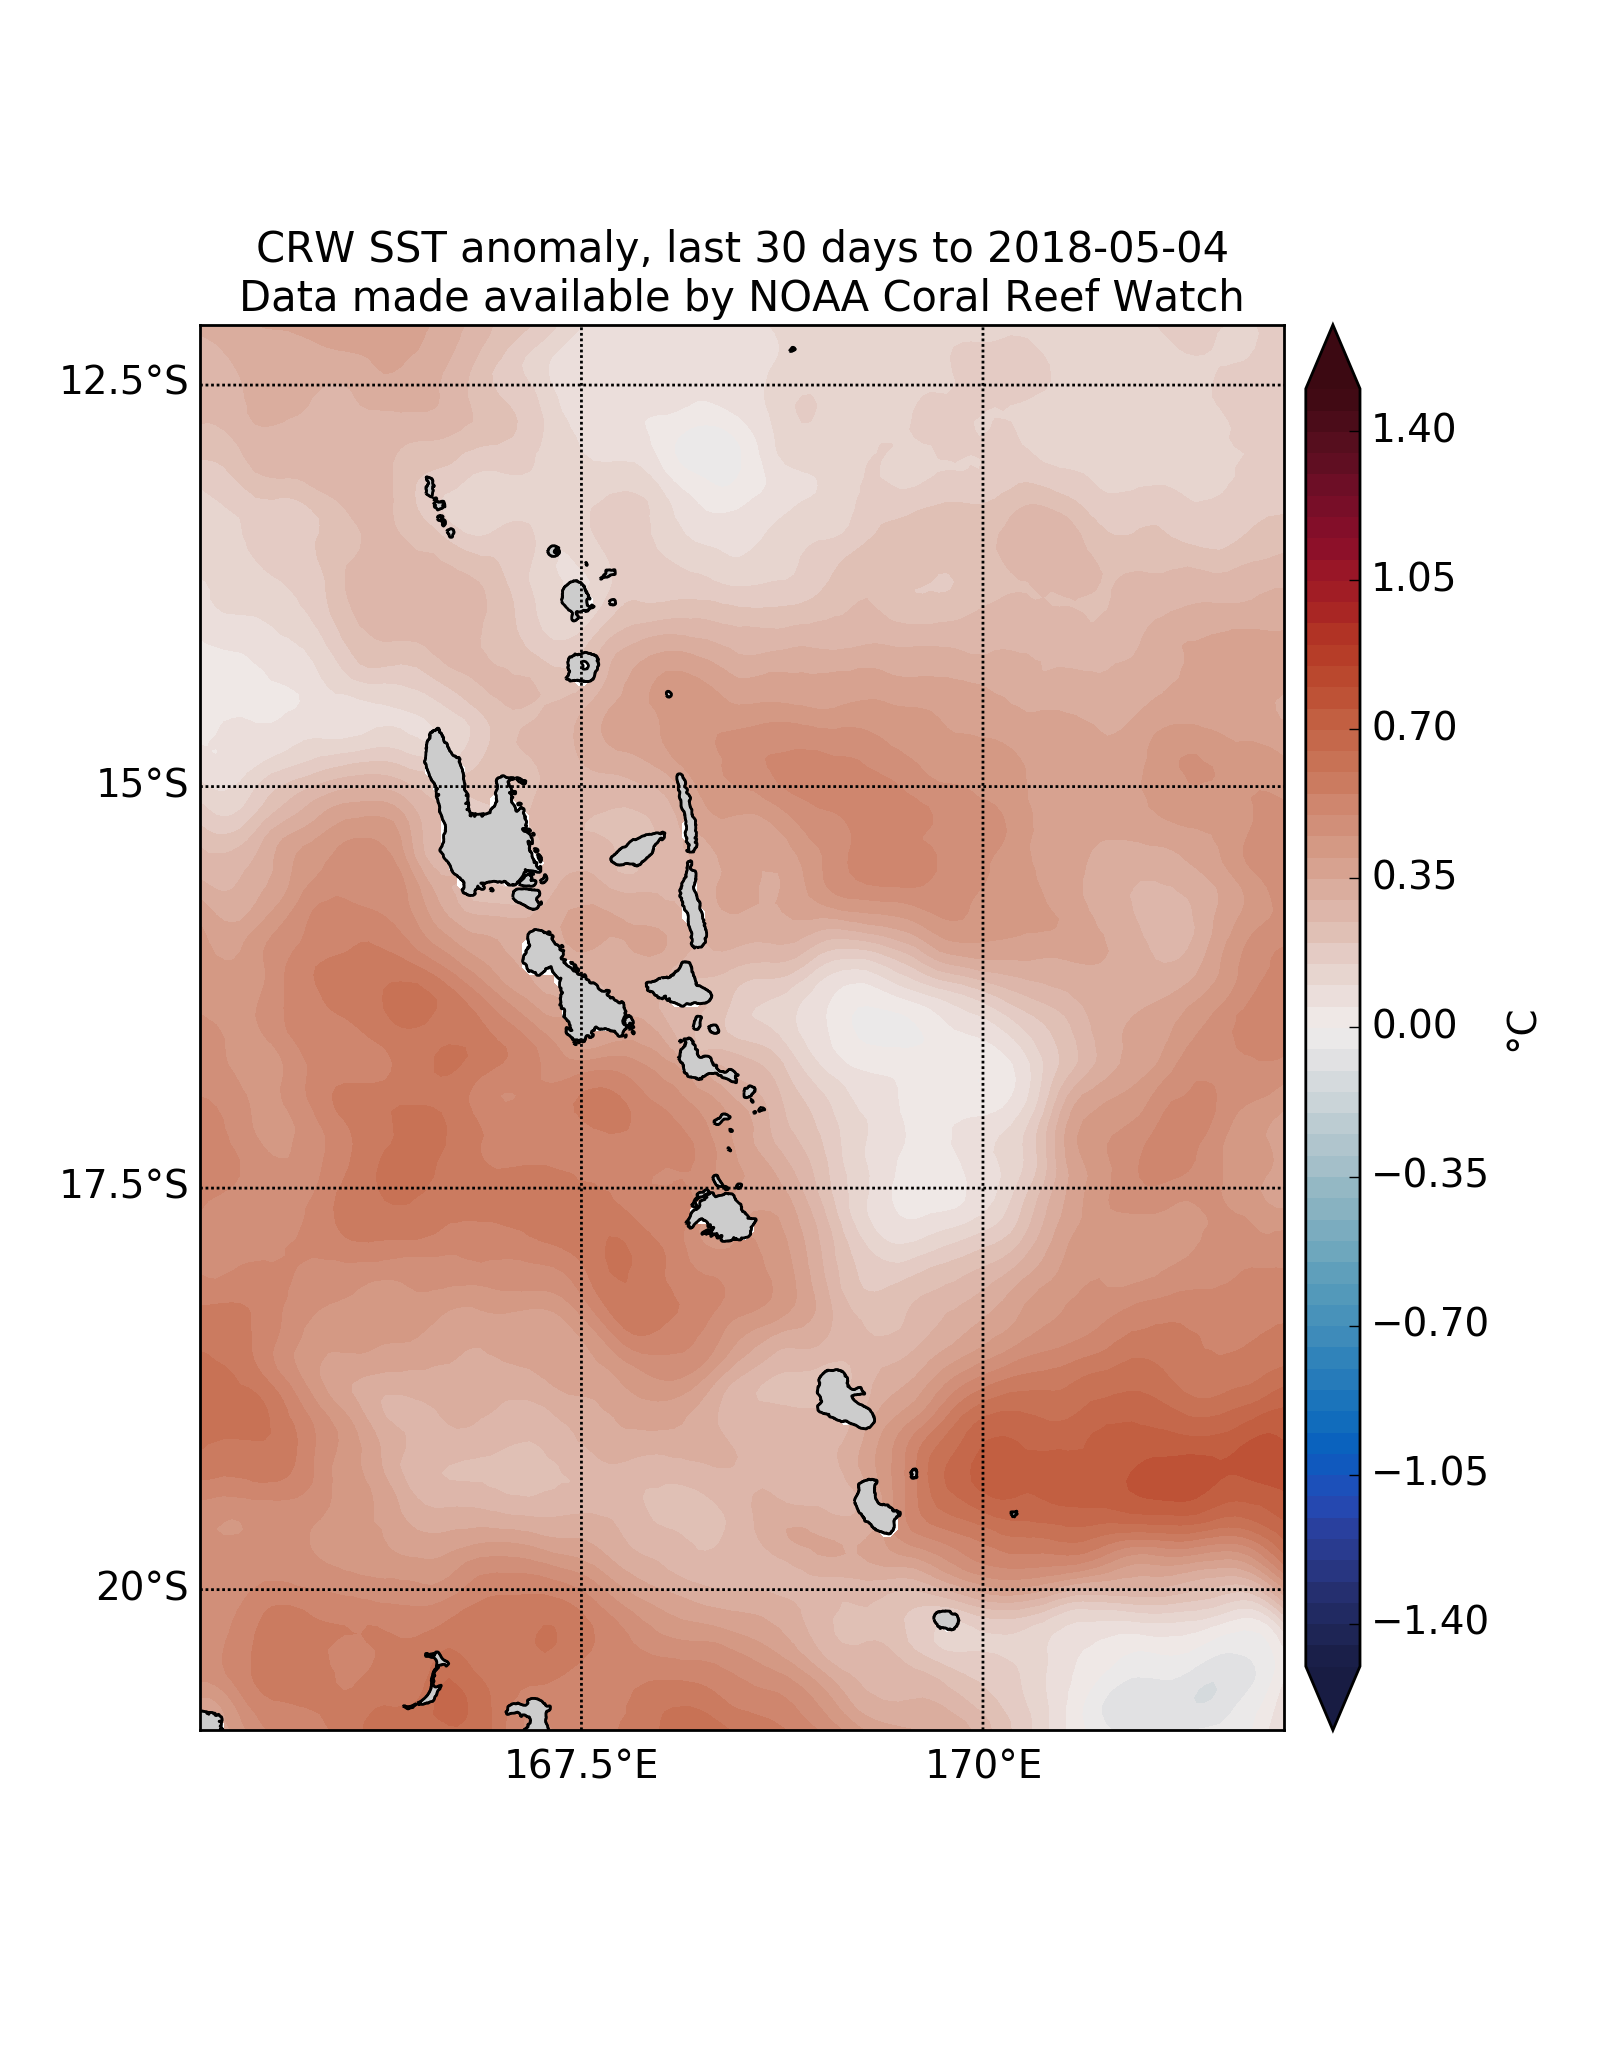 CRW SST anomaly, last 30 days to 2018-05-04
Data made available by NOAA Coral Reef Watch
12.5°S
15°S
17.5°S
20°S
167.5°E
170°E
1.40
1.05
0.70
0.35
0.00
−0.35
−0.70
−1.05
−1.40
°C